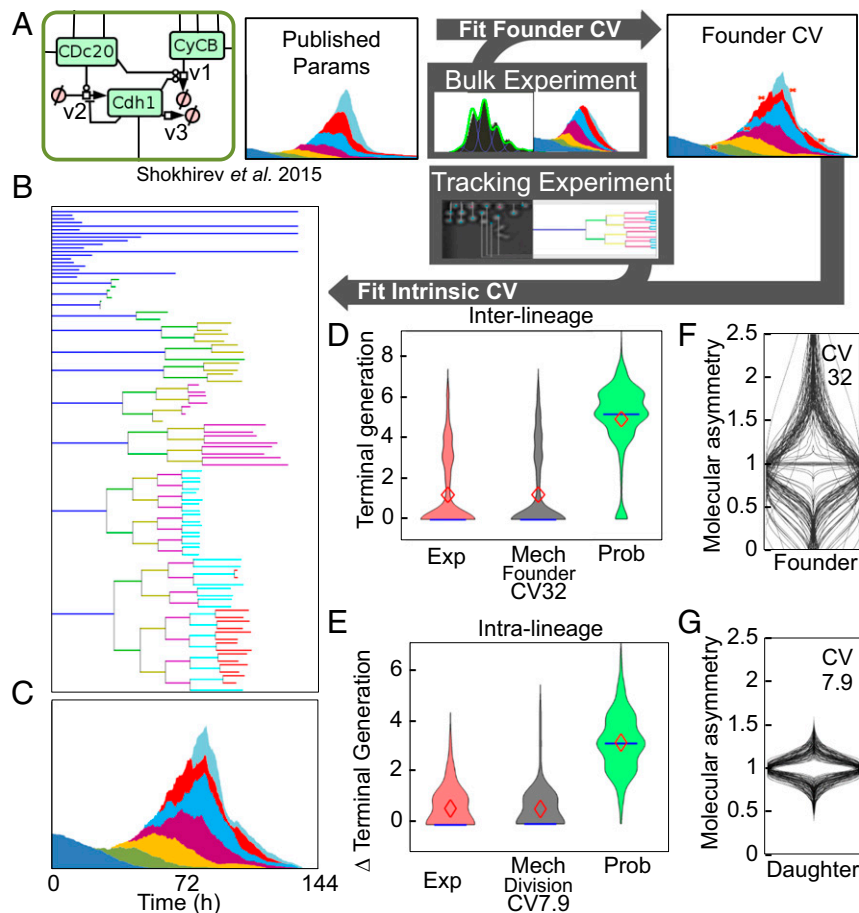 A
CDc20
CyCB
v1
v2
Cdh1
v3
Shokhirev et al. 2015
Published
Params
Fit Founder CV
Bulk Experiment
Founder CV
Tracking Experiment
Fit Intrinsic CV
B
C
0
72
144
Time (h)
D
Inter-lineage
Terminal generation
8
6
4
2
0
Exp
Mech
Founder
CV32
Prob
E
Intra-lineage
Δ Terminal Generation
6
4
2
0
Exp
Mech
Division
CV7.9
Prob
F
Molecular asymmetry
2.5
2
1.5
1
0.5
0
CV
32
Founder
G
Molecular asymmetry
2.5
2
1.5
1
0.5
0
CV
7.9
Daughter